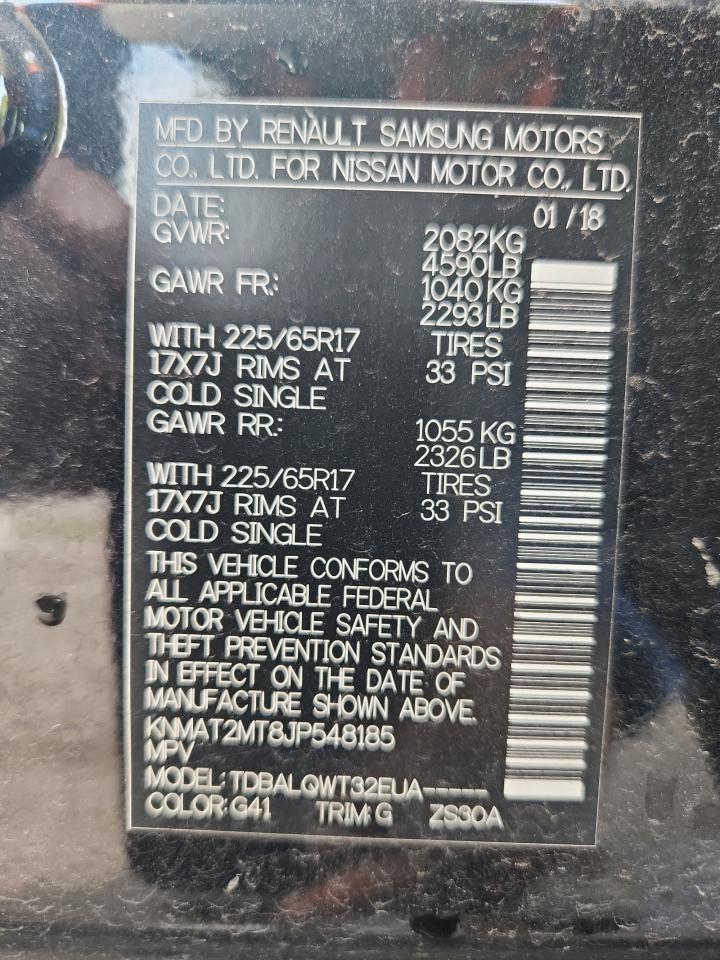 MFD BY RENAULT SAMSUNG MOTORS
CO., LTD. FOR NISSAN MOTOR CO., LTD.
DATE: 01 /18
GVWR: 2082KG
4590LB
GAWR FR.: 1040 KG
2293 LB
WITH 225/65R17 TIRES
17X7J RIMS AT 33 PSI
COLD SINGLE
GAWR RR.: 1055 KG
2326 LB
WITH 225/65R17 TIRES
17X7J RIMS AT 33 PSI
COLD SINGLE
THIS VEHICLE CONFORMS TO
ALL APPLICABLE FEDERAL
MOTOR VEHICLE SAFETY AND
THEFT PREVENTION STANDARDS
IN EFFECT ON THE DATE OF
MANUFACTURE SHOWN ABOVE.
KNMAT2MT8JP548185
MPV
MODEL: TDBALQWT32EUA------
COLOR: G41 TRIM: G ZS30A